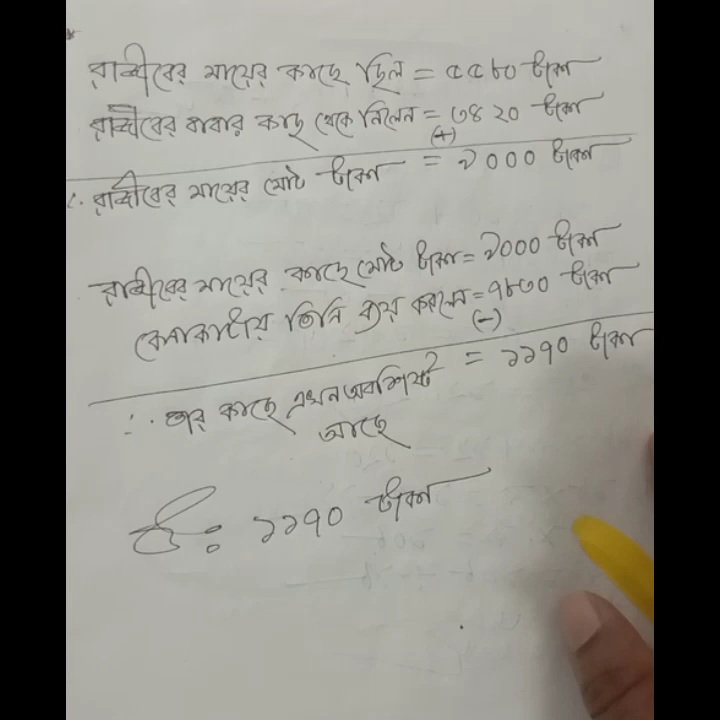 রাব্বীরের মায়ের কাছে ছিল = ৫৫৮০ টাকা
রাব্বীরের বাবার কাছ থেকে নিলেন = ৩৪২০ টাকা
(+)
∴ রাব্বীরের মায়ের মোট টাকা = ৯০০০ টাকা
রাব্বীরের মায়ের কাছে মোট টাকা = ৯০০০ টাকা
কেনাকাটায় তিনি ব্যয় করলেন = ৭৮৩০ টাকা
(-)
∴ তার কাছে এখন অবশিষ্ট = ১১৭০ টাকা
আছে
উঃ ১১৭০ টাকা